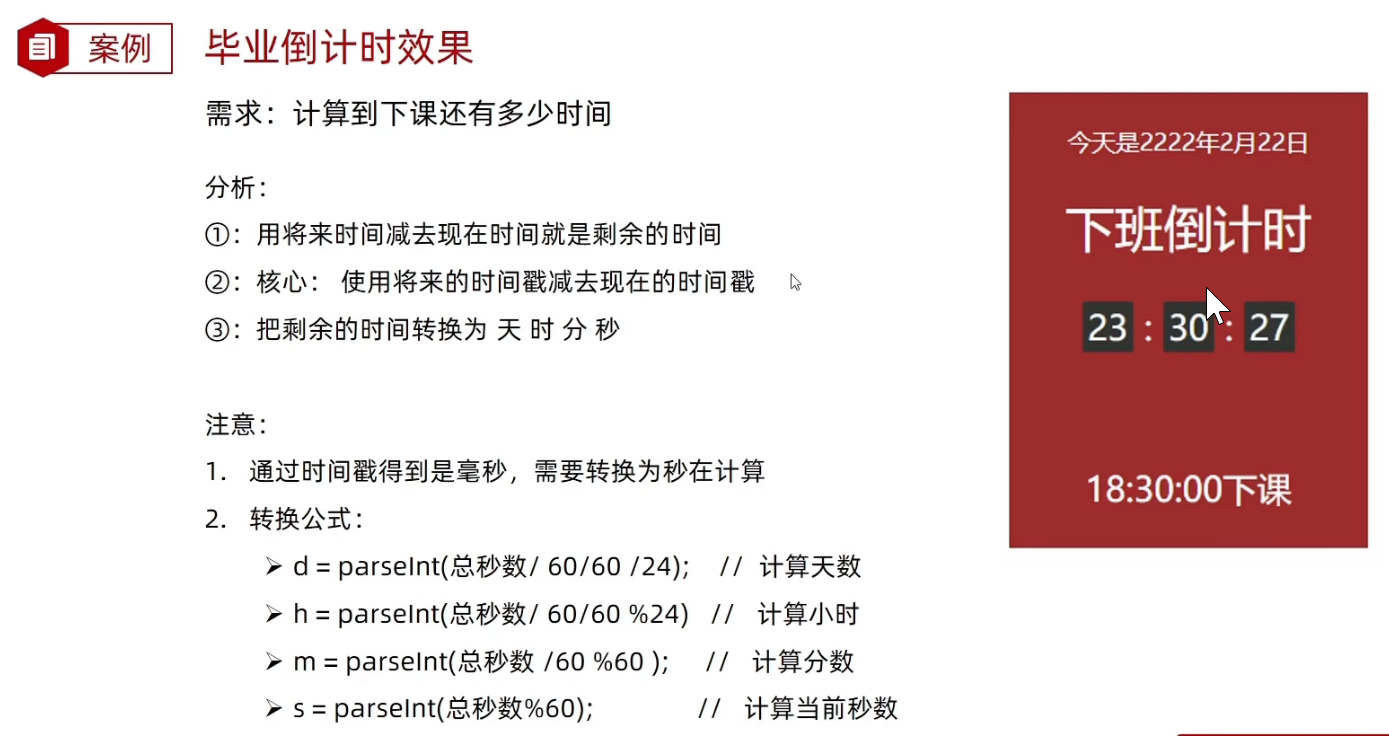 案例
毕业倒计时效果
需求：计算到下课还有多少时间
分析：
①：用将来时间减去现在时间就是剩余的时间
②：核心： 使用将来的时间戳减去现在的时间戳
③：把剩余的时间转换为 天 时 分 秒
注意：
1. 通过时间戳得到是毫秒，需要转换为秒在计算
2. 转换公式：
➢ d = parseInt(总秒数/ 60/60 /24); // 计算天数
➢ h = parseInt(总秒数/ 60/60 %24) // 计算小时
➢ m = parseInt(总秒数 /60 %60 ); // 计算分数
➢ s = parseInt(总秒数%60); // 计算当前秒数
今天是2222年2月22日
下班倒计时
23 : 30 : 27
18:30:00下课